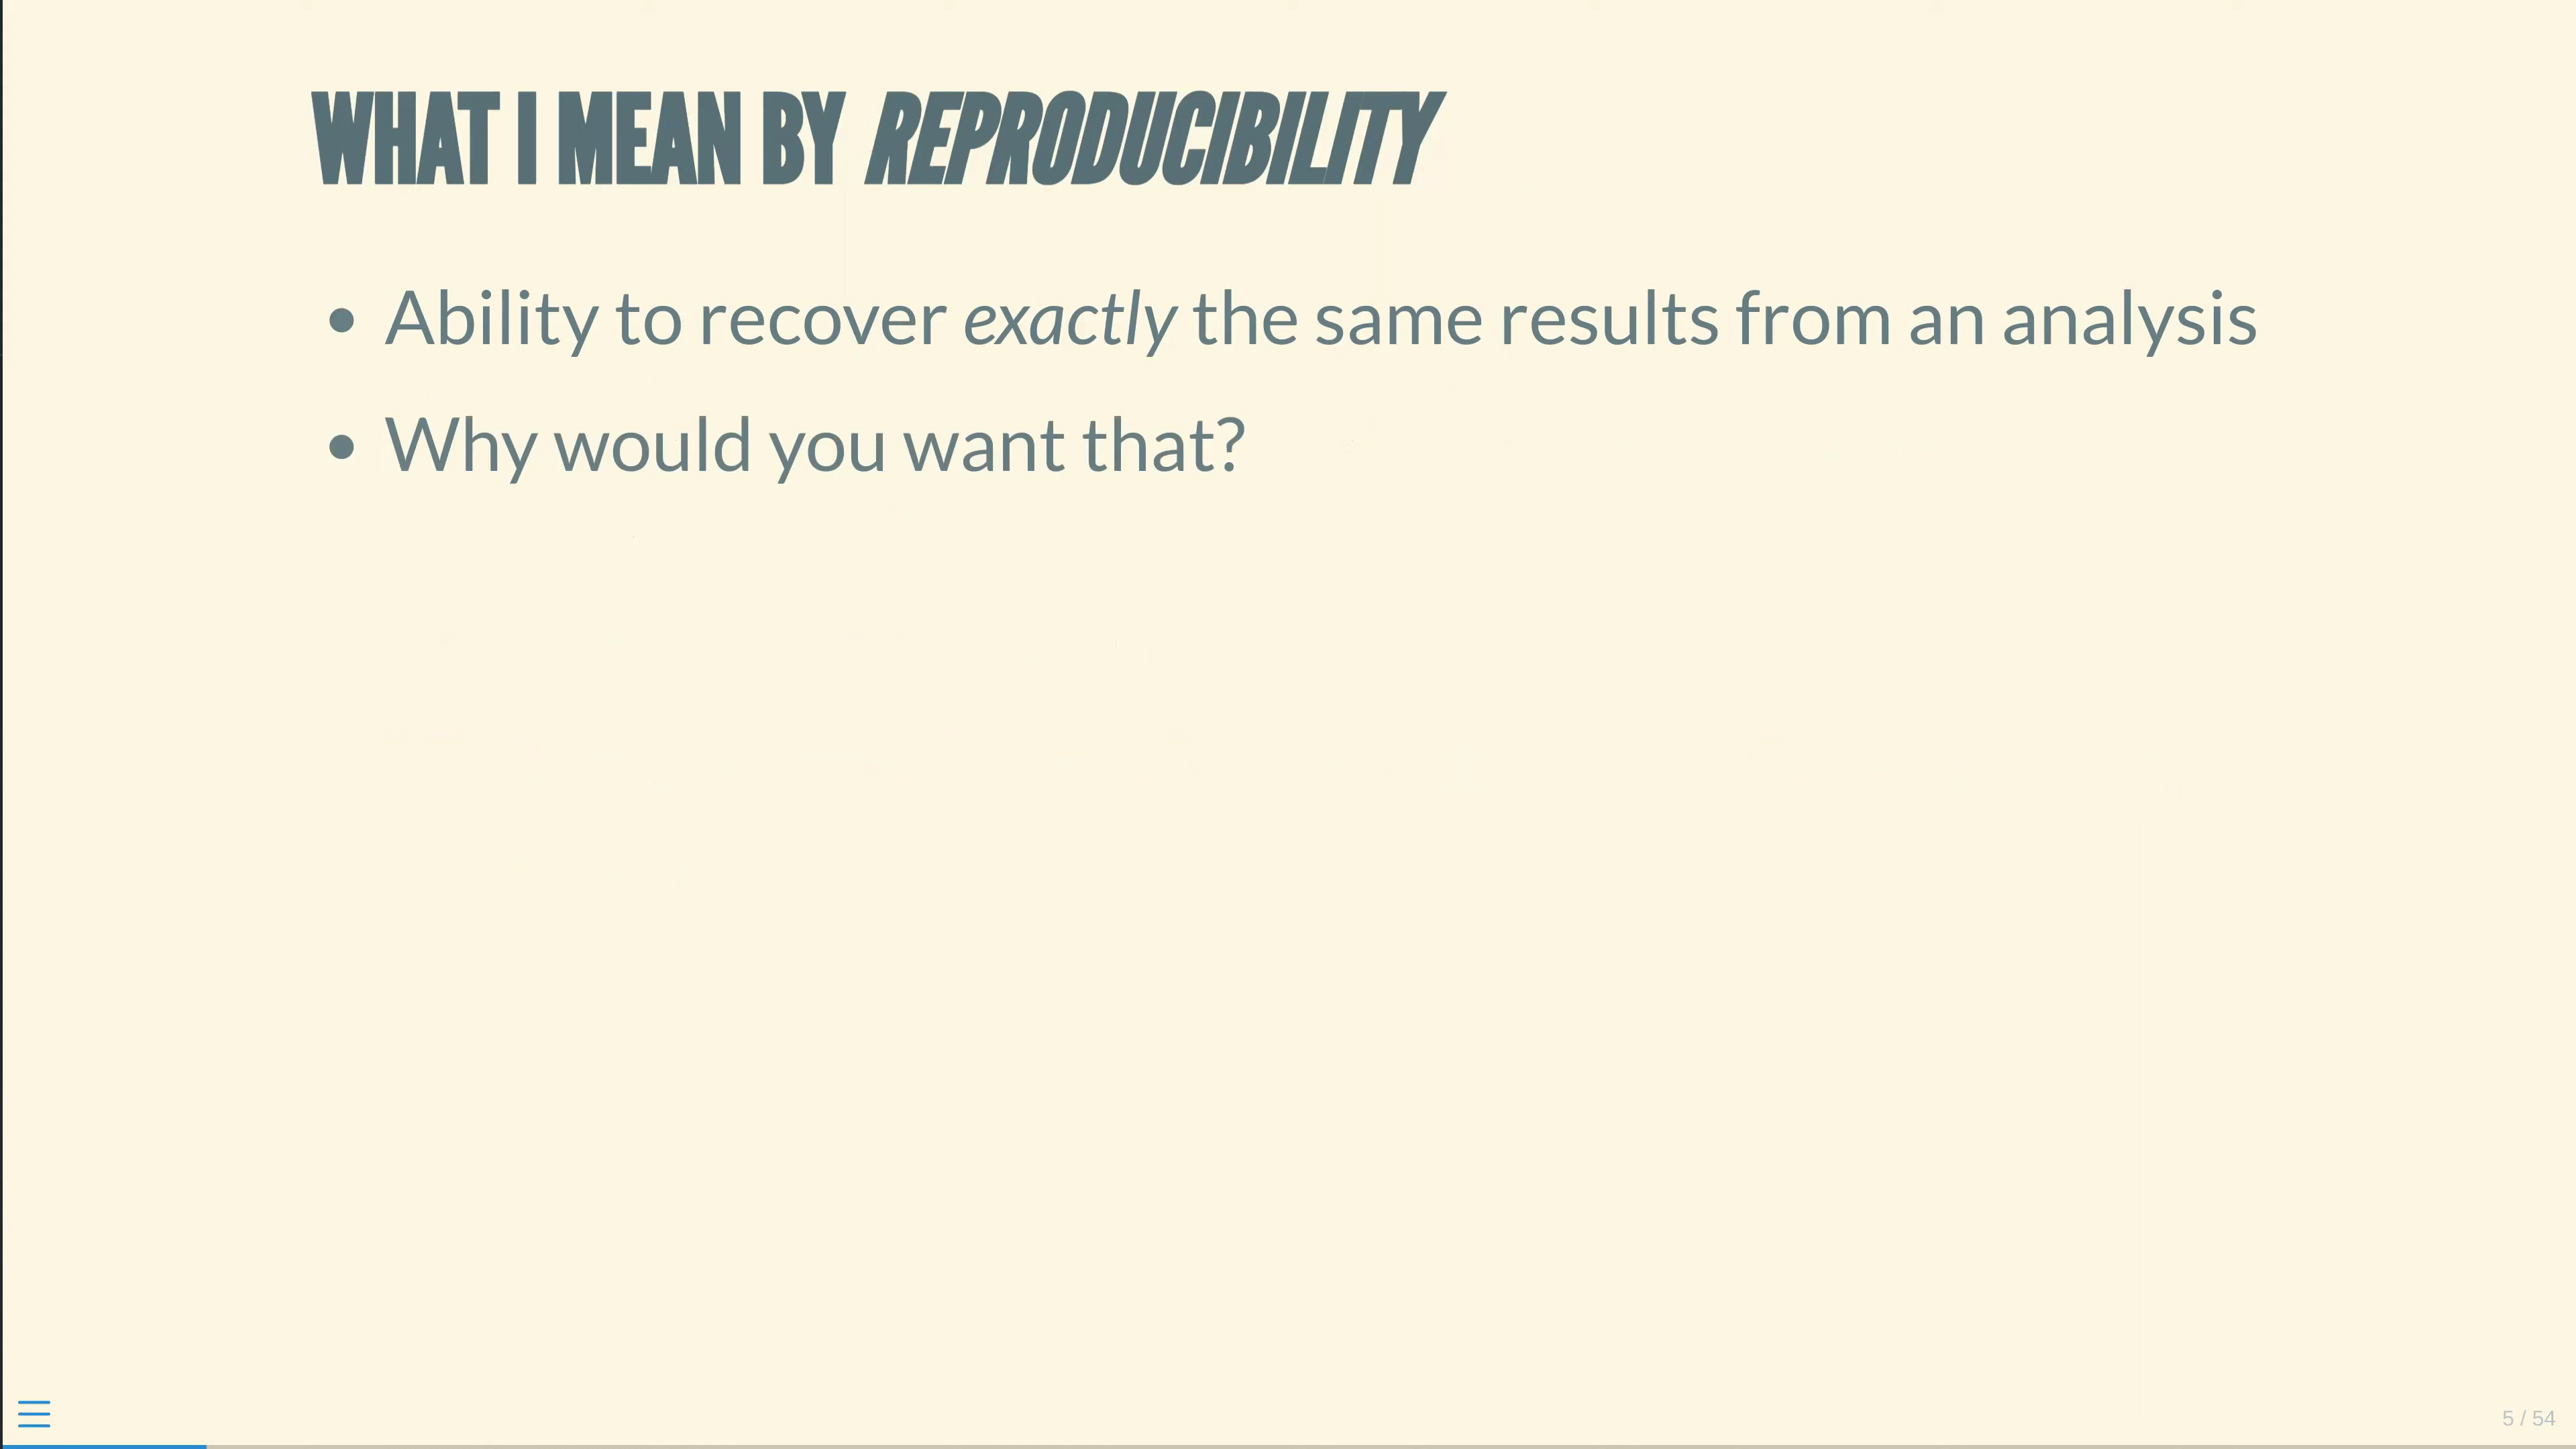 WHAT I MEAN BY REPRODUCIBILITY
Ability to recover exactly the same results from an analysis
Why would you want that?
5 / 54